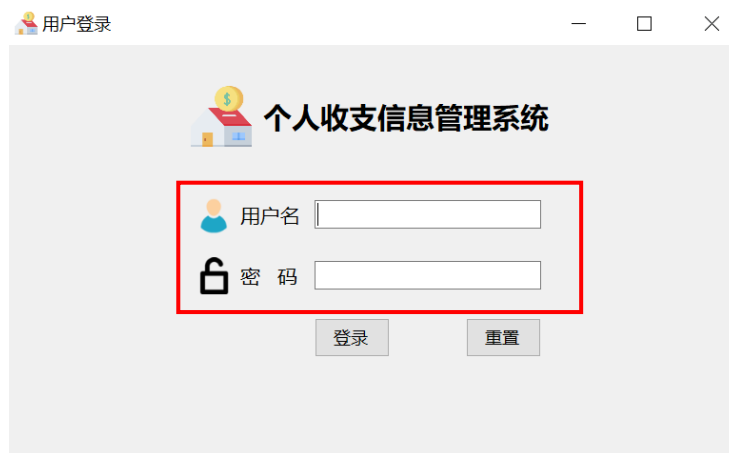 用户登录
个人收支信息管理系统
用户名
密 码
登录 重置